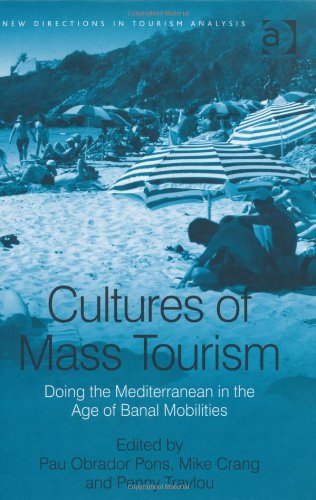 NEW DIRECTIONS IN TOURISM ANALYSIS
a
ASHGATE
Cultures of
Mass Tourism
Doing the Mediterranean in the
Age of Banal Mobilities
Edited by
Pau Obrador Pons, Mike Crang
and Penny Travlou